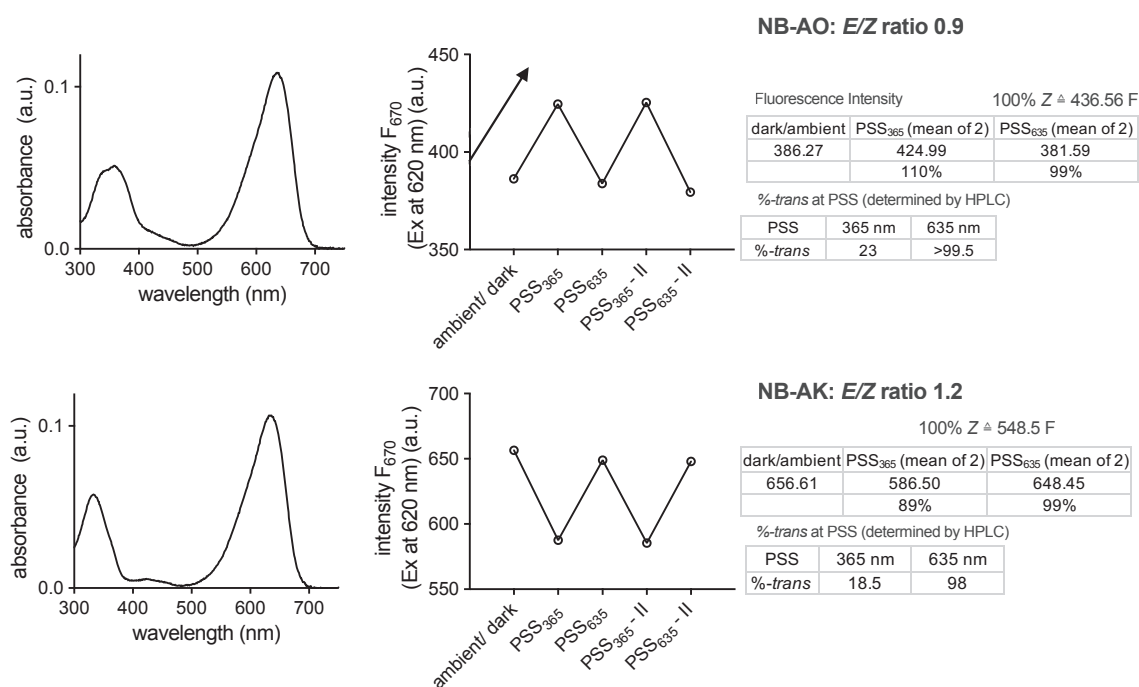 NB-AO: E/Z ratio 0.9
absorbance (a.u.)
0.1
0.0
300 400 500 600 700
wavelength (nm)
intensity F670
(Ex at 620 nm) (a.u.)
450
400
350
ambient/ dark
PSS365
PSS635
PSS365 - II
PSS635 - II
Fluorescence Intensity 100% Z ≙ 436.56 F
dark/ambient PSS365 (mean of 2) PSS635 (mean of 2)
386.27 424.99 381.59
110% 99%
%-trans at PSS (determined by HPLC)
PSS 365 nm 635 nm
%-trans 23 >99.5
NB-AK: E/Z ratio 1.2
absorbance (a.u.)
0.1
0.0
300 400 500 600 700
wavelength (nm)
intensity F670
(Ex at 620 nm) (a.u.)
700
650
600
550
ambient/ dark
PSS365
PSS635
PSS365 - II
PSS635 - II
100% Z ≙ 548.5 F
dark/ambient PSS365 (mean of 2) PSS635 (mean of 2)
656.61 586.50 648.45
89% 99%
%-trans at PSS (determined by HPLC)
PSS 365 nm 635 nm
%-trans 18.5 98